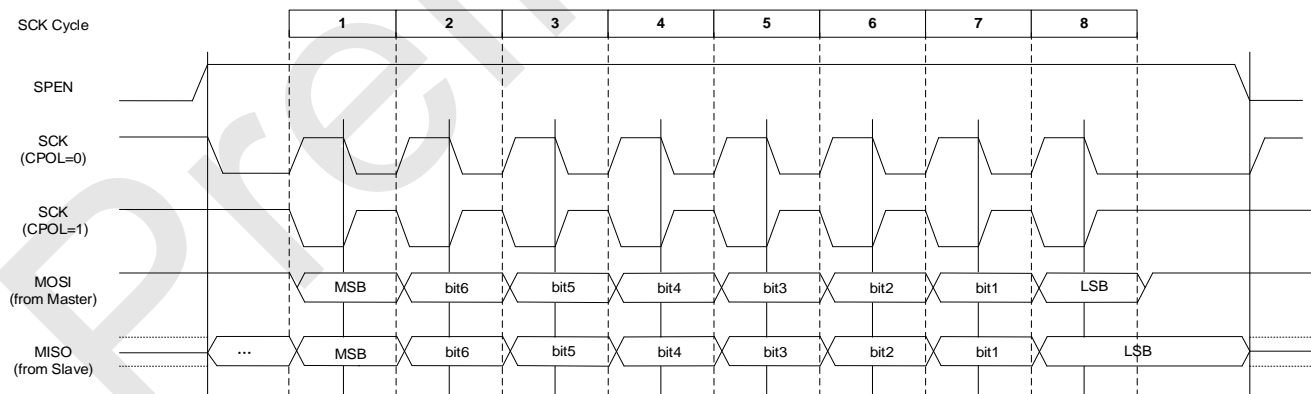 SCK Cycle 1 2 3 4 5 6 7 8
SPEN
SCK
(CPOL=0)
SCK
(CPOL=1)
MOSI
(from Master)
MSB bit6 bit5 bit4 bit3 bit2 bit1 LSB
MISO
(from Slave)
... MSB bit6 bit5 bit4 bit3 bit2 bit1 LSB